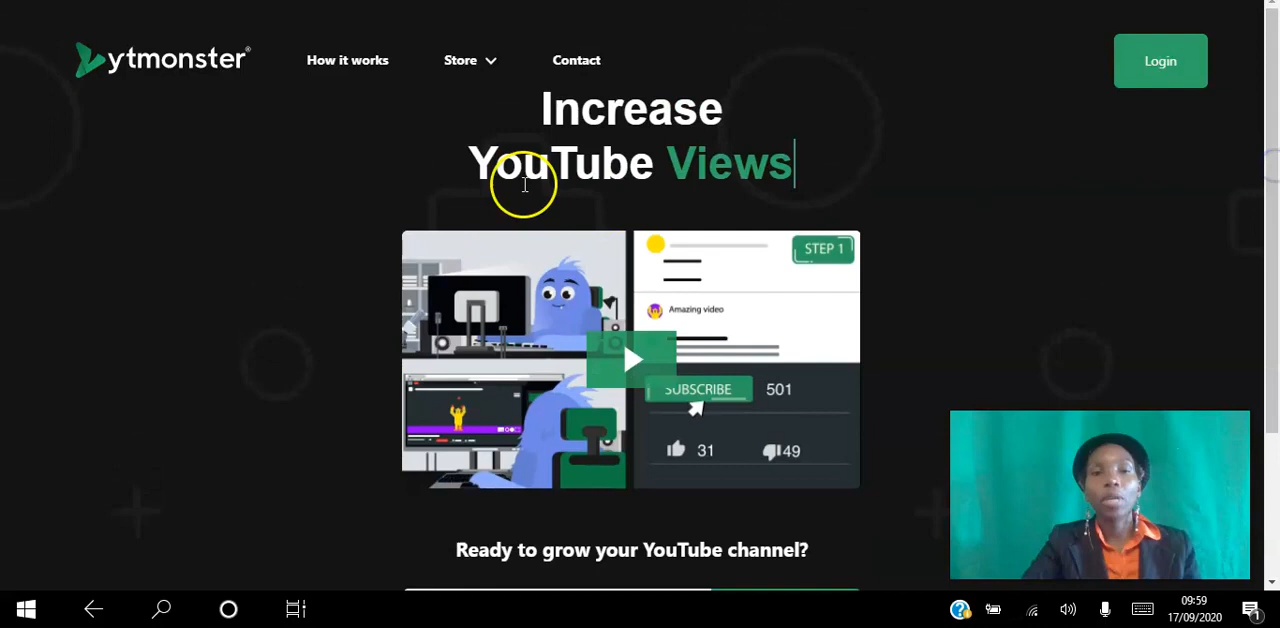 ytmonster®
How it works
Store
Contact
Login
Increase
YouTube Views
STEP 1
Amazing video
SUBSCRIBE 501
31 49
Ready to grow your YouTube channel?
09:59
17/09/2020
1